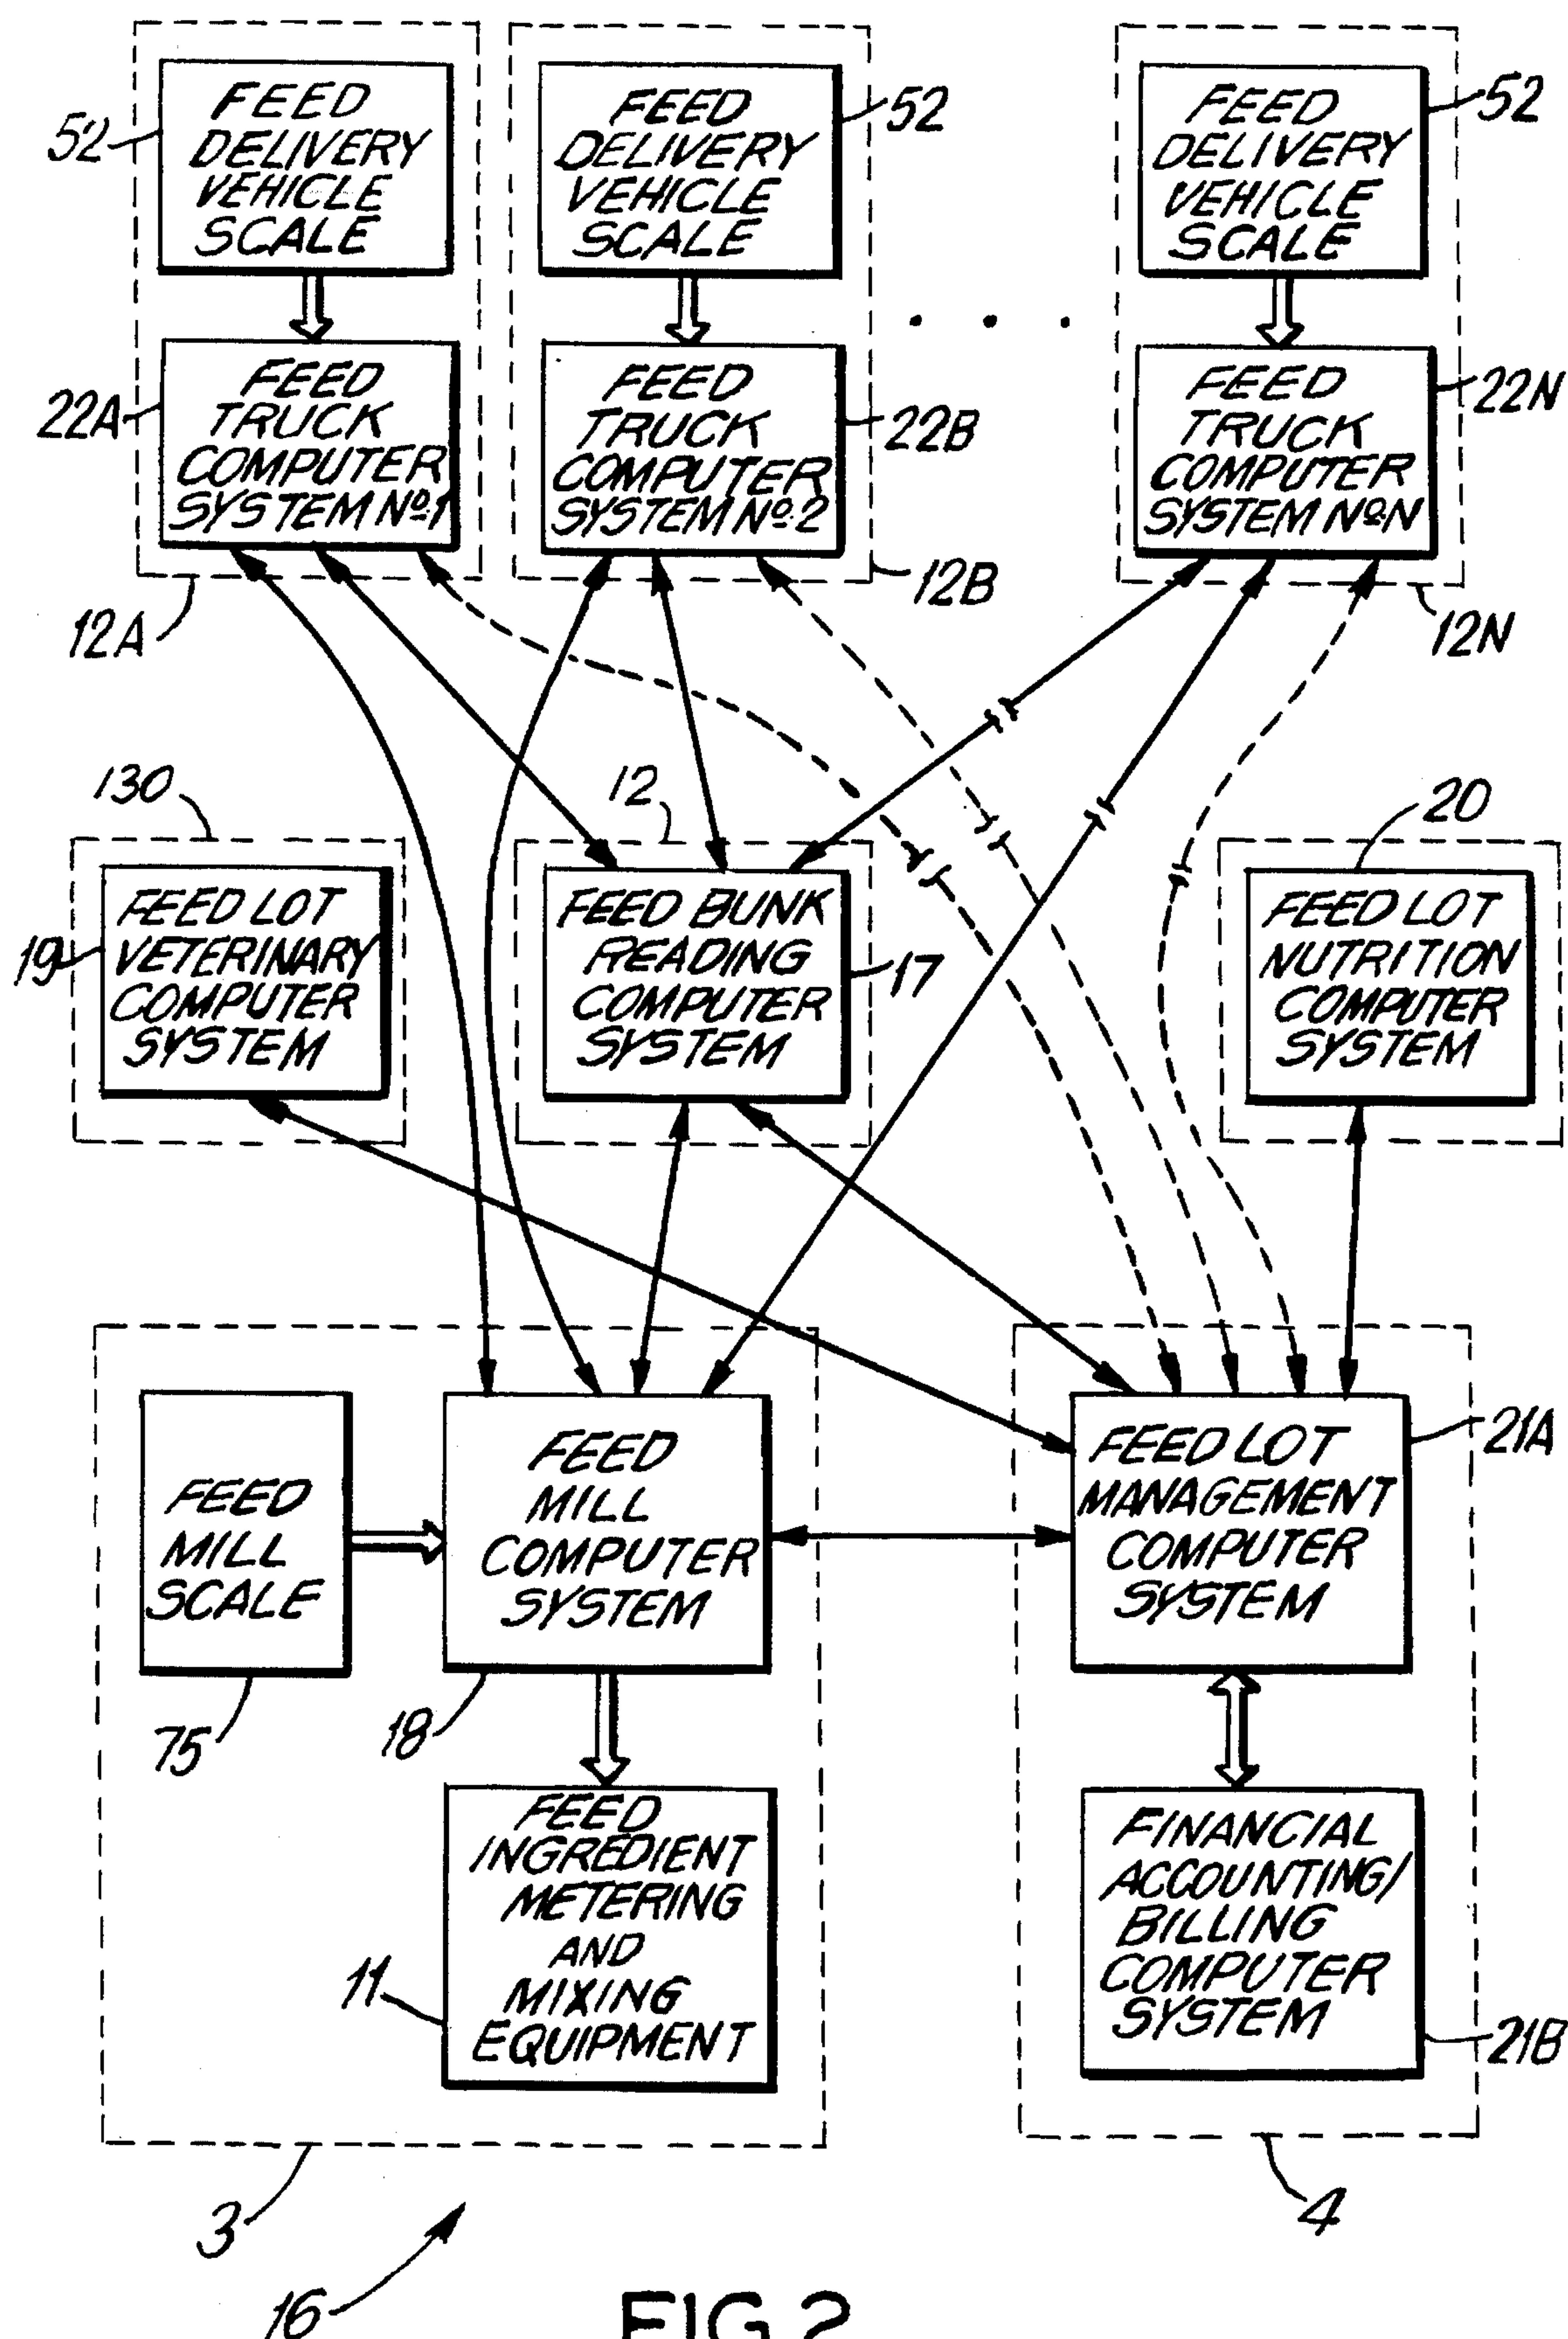 FEED
DELIVERY
VEHICLE
SCALE
52
FEED
DELIVERY
VEHICLE
SCALE
52
FEED
DELIVERY
VEHICLE
SCALE
52
22A
FEED
TRUCK
COMPUTER
SYSTEM Nº.1
FEED
TRUCK
COMPUTER
SYSTEM Nº.2
22B
FEED
TRUCK
COMPUTER
SYSTEM NºN
22N
12A
12B
12N
130
12
20
19
FEED LOT
VETERINARY
COMPUTER
SYSTEM
FEED BUNK
READING
COMPUTER
SYSTEM
17
FEED LOT
NUTRITION
COMPUTER
SYSTEM
FEED
MILL
SCALE
75
FEED
MILL
COMPUTER
SYSTEM
18
FEED LOT
MANAGEMENT
COMPUTER
SYSTEM
21A
FEED
INGREDIENT
METERING
AND
MIXING
EQUIPMENT
11
FINANCIAL
ACCOUNTING/
BILLING
COMPUTER
SYSTEM
21B
3
4
16
FIG. 2